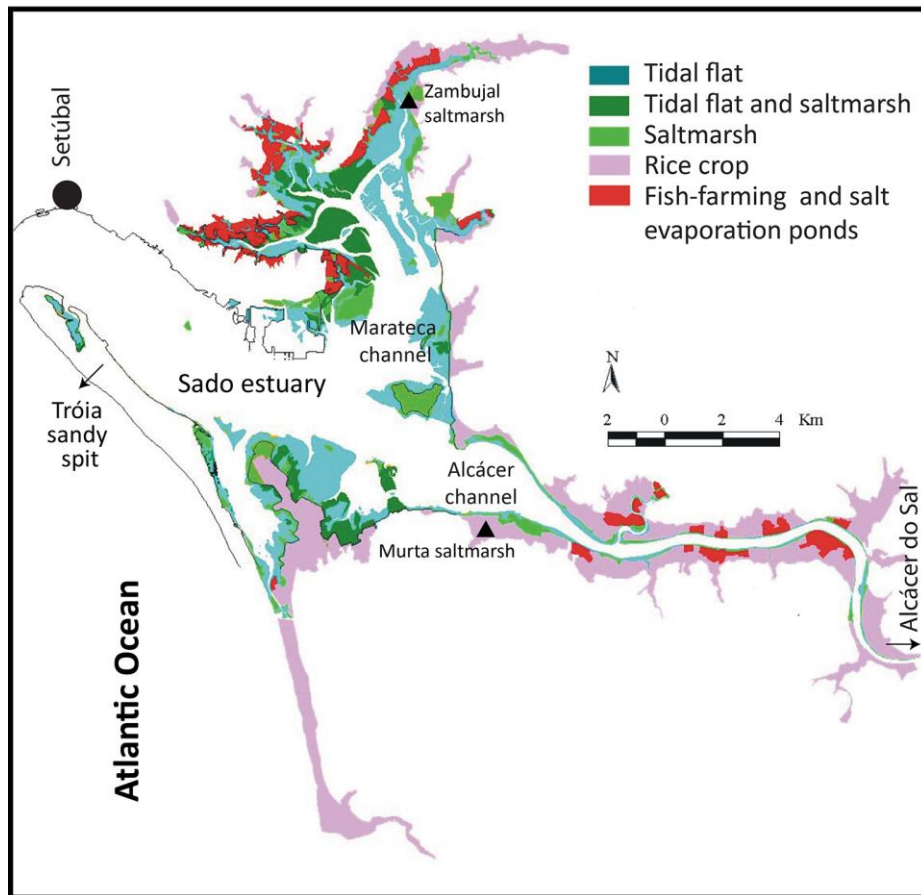 Setúbal
Zambujal
saltmarsh
Tidal flat
Tidal flat and saltmarsh
Saltmarsh
Rice crop
Fish-farming and salt
evaporation ponds
Marateca
channel
Sado estuary
Tróia
sandy
spit
N
2 0 2 4 Km
Alcácer
channel
Murta saltmarsh
Alcácer do Sal
Atlantic Ocean